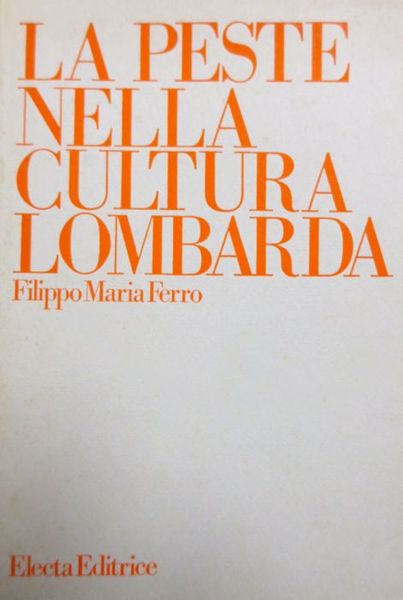 LA PESTE
NELLA
CULTURA
LOMBARDA
Filippo Maria Ferro
Electa Editrice